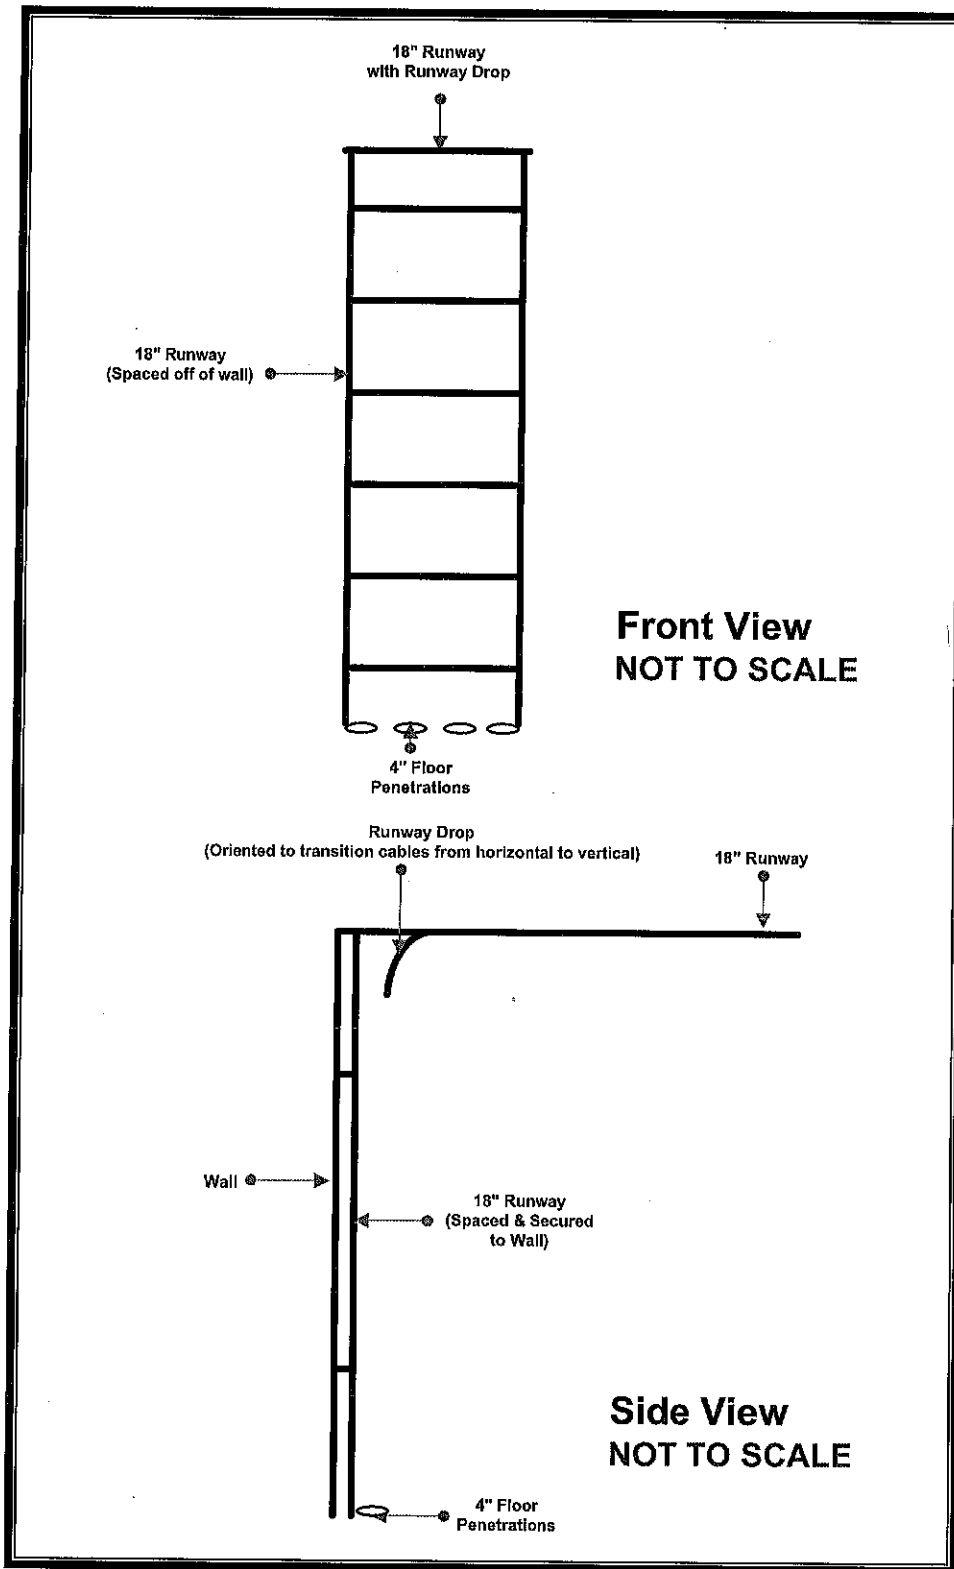 18" Runway
with Runway Drop
18" Runway
(Spaced off of wall)
Front View
NOT TO SCALE
4" Floor
Penetrations
Runway Drop
(Oriented to transition cables from horizontal to vertical)
18" Runway
Wall
18" Runway
(Spaced & Secured
to Wall)
Side View
NOT TO SCALE
4" Floor
Penetrations